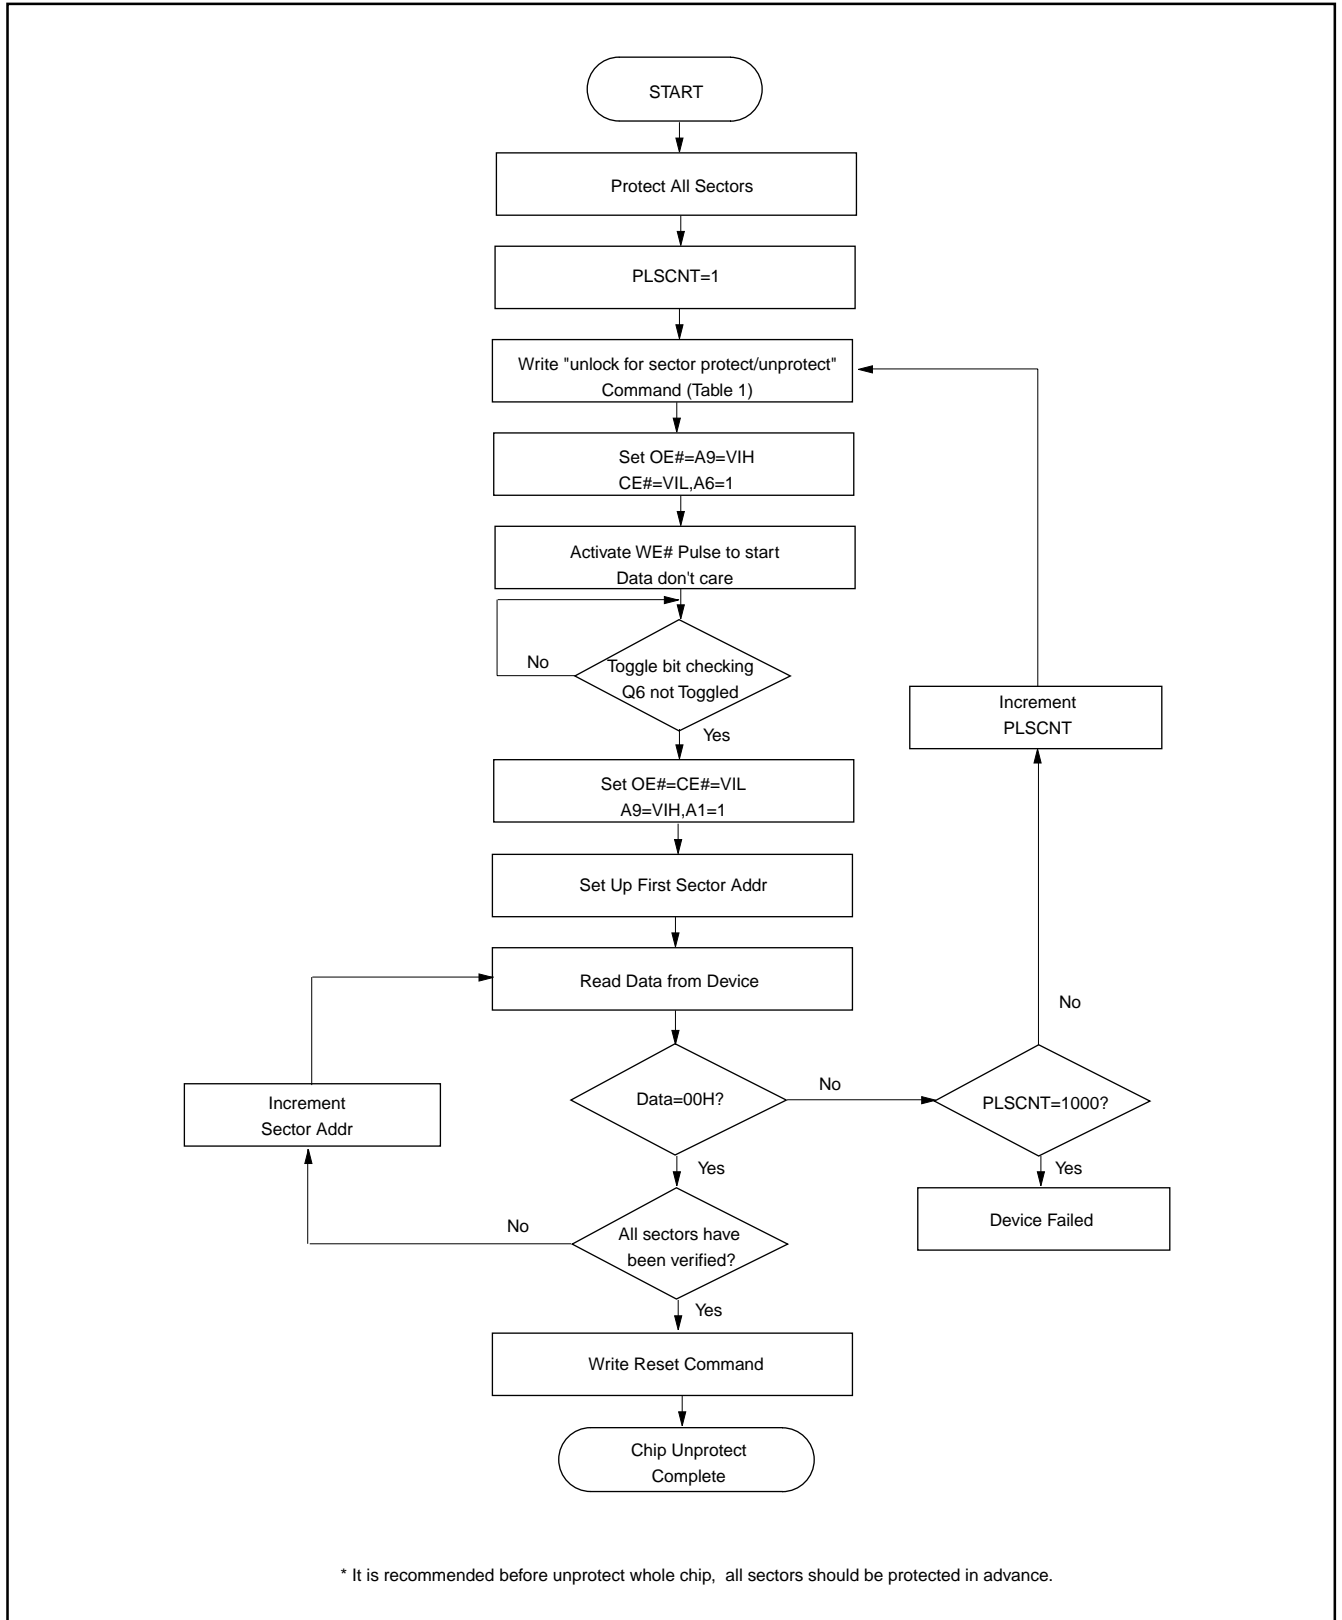 START
Protect All Sectors
PLSCNT=1
Write "unlock for sector protect/unprotect"
Command (Table 1)
Set OE#=A9=VIH
CE#=VIL,A6=1
Activate WE# Pulse to start
Data don't care
No
Toggle bit checking
Q6 not Toggled
Yes
Increment
PLSCNT
Set OE#=CE#=VIL
A9=VIH,A1=1
Set Up First Sector Addr
Read Data from Device
No
Data=00H?
No
PLSCNT=1000?
Increment
Sector Addr
Yes
Yes
Device Failed
No
All sectors have
been verified?
Yes
Write Reset Command
Chip Unprotect
Complete
* It is recommended before unprotect whole chip,  all sectors should be protected in advance.